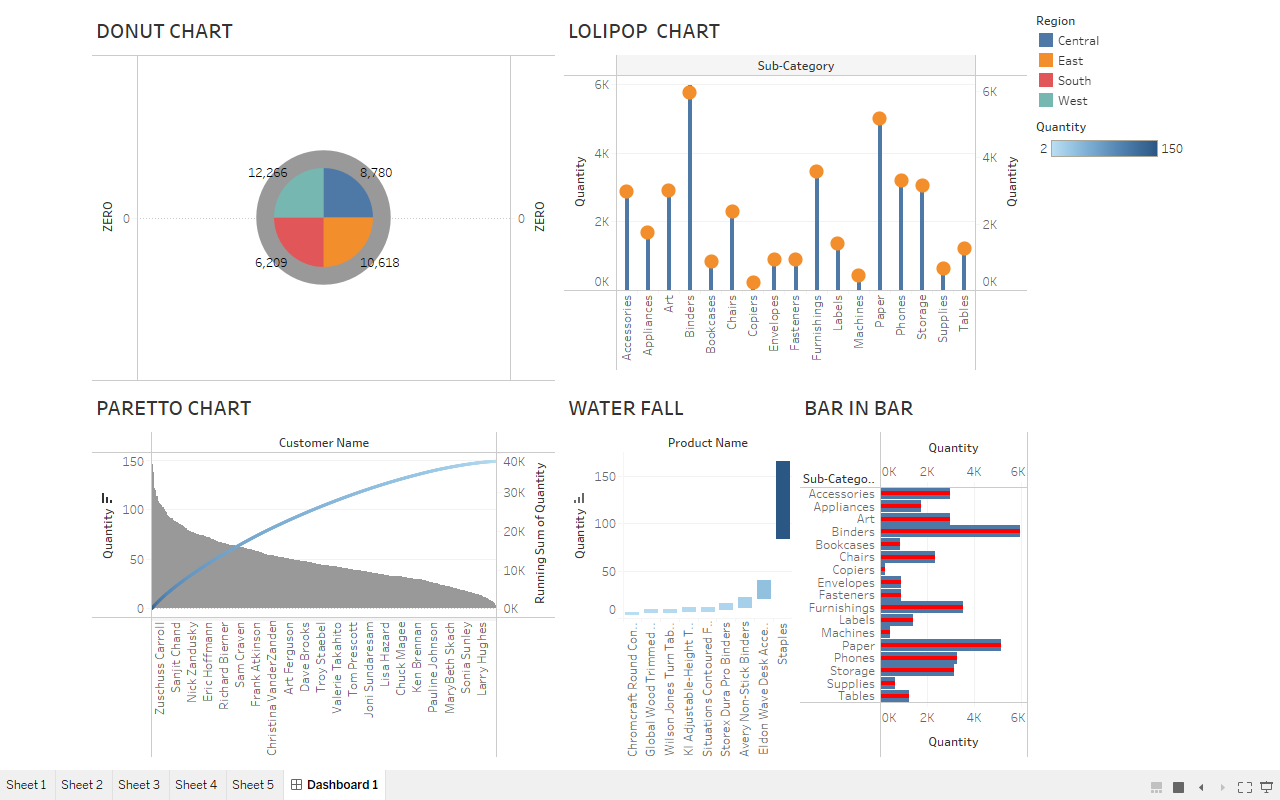 DONUT CHART
ZERO
0
12,266
8,780
6,209
10,618
0
ZERO
LOLIPOP CHART
Sub-Category
Quantity
6K
4K
2K
0K
6K
4K
2K
0K
Quantity
Accessories
Appliances
Art
Binders
Bookcases
Chairs
Copiers
Envelopes
Fasteners
Furnishings
Labels
Machines
Paper
Phones
Storage
Supplies
Tables
Region
Central
East
South
West
Quantity
2
150
PARETTO CHART
Customer Name
Quantity
150
100
50
0
40K
30K
20K
10K
0K
Running Sum of Quantity
Zuschuss Carroll
Sanjit Chand
Nick Zandusky
Eric Hoffmann
Richard Bierner
Sam Craven
Frank Atkinson
Christina VanderZanden
Art Ferguson
Dave Brooks
Troy Staebel
Valerie Takahito
Tom Prescott
Joni Sundaresam
Lisa Hazard
Chuck Magee
Ken Brennan
Pauline Johnson
MaryBeth Skach
Sonia Sunley
Larry Hughes
WATER FALL
Product Name
Quantity
150
100
50
0
Chromcraft Round Con..
Global Wood Trimmed ..
Wilson Jones Turn Tab..
KI Adjustable-Height T..
Situations Contoured F..
Storex Dura Pro Binders
Avery Non-Stick Binders
Eldon Wave Desk Acce..
Staples
BAR IN BAR
Quantity
0K 2K 4K 6K
Sub-Catego..
Accessories
Appliances
Art
Binders
Bookcases
Chairs
Copiers
Envelopes
Fasteners
Furnishings
Labels
Machines
Paper
Phones
Storage
Supplies
Tables
0K 2K 4K 6K
Quantity
Sheet 1 Sheet 2 Sheet 3 Sheet 4 Sheet 5 Dashboard 1